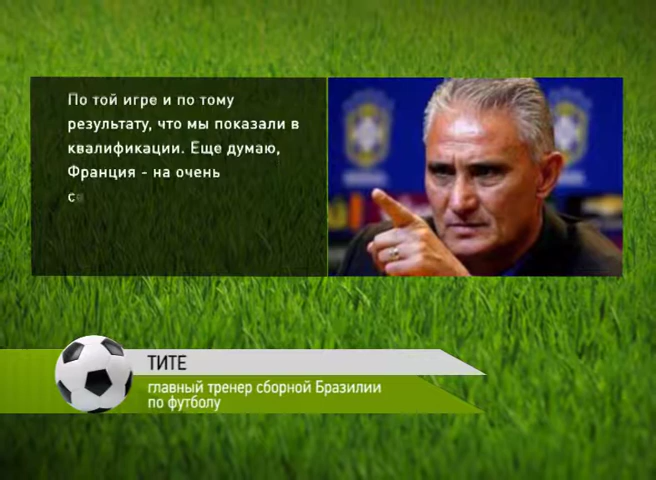 По той игре и по тому
результату, что мы показали в
квалификации. Еще думаю,
Франция - на очень
с
ТИТЕ
главный тренер сборной Бразилии
по футболу